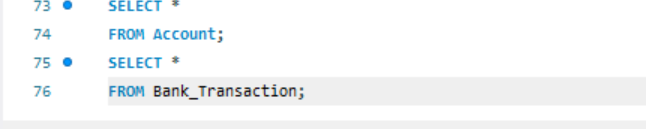 73 SELECT *
74 FROM Account;
75 SELECT *
76 FROM Bank_Transaction;